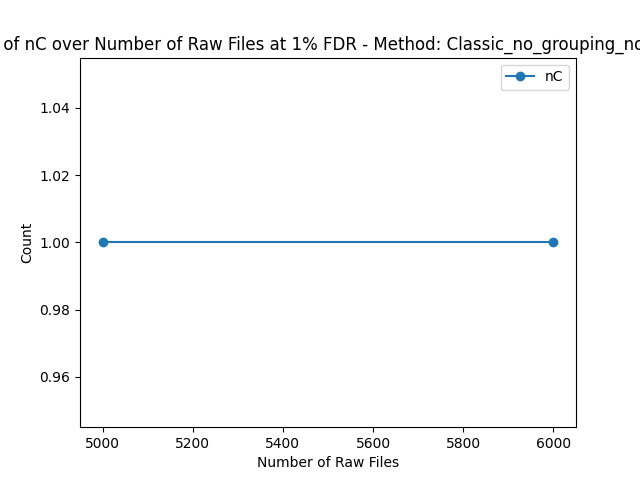 of nC over Number of Raw Files at 1% FDR - Method: Classic_no_grouping_no
nC
1.04
1.02
1.00
0.98
0.96
Count
5000 5200 5400 5600 5800 6000
Number of Raw Files